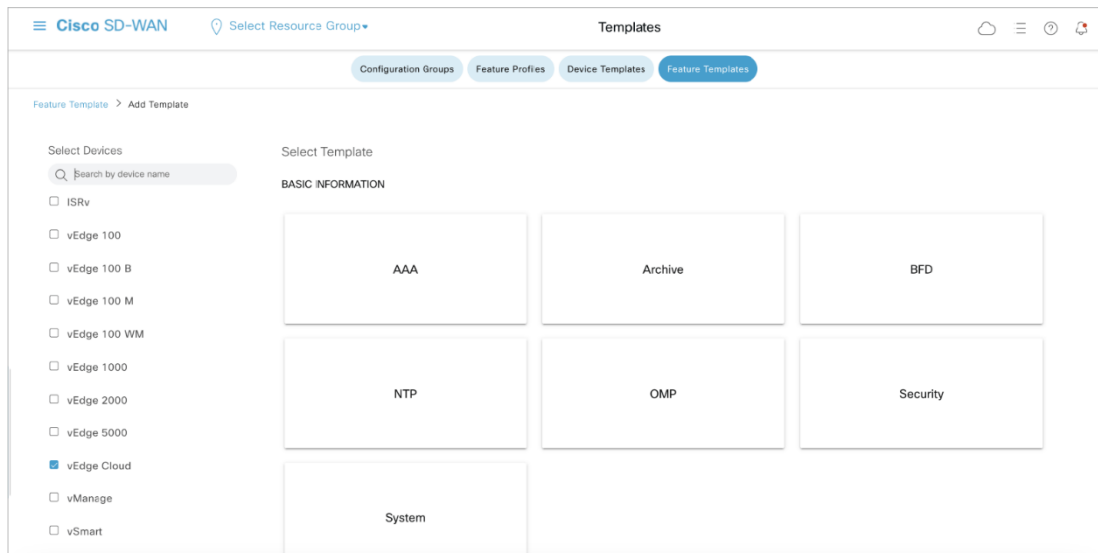 Cisco SD-WAN
Select Resource Group
Templates
Configuration Groups
Feature Profiles
Device Templates
Feature Templates
Feature Template > Add Template
Select Devices
Search by device name
ISRv
vEdge 100
vEdge 100 B
vEdge 100 M
vEdge 100 WM
vEdge 1000
vEdge 2000
vEdge 5000
vEdge Cloud
vManage
vSmart
Select Template
BASIC INFORMATION
AAA
Archive
BFD
NTP
OMP
Security
System